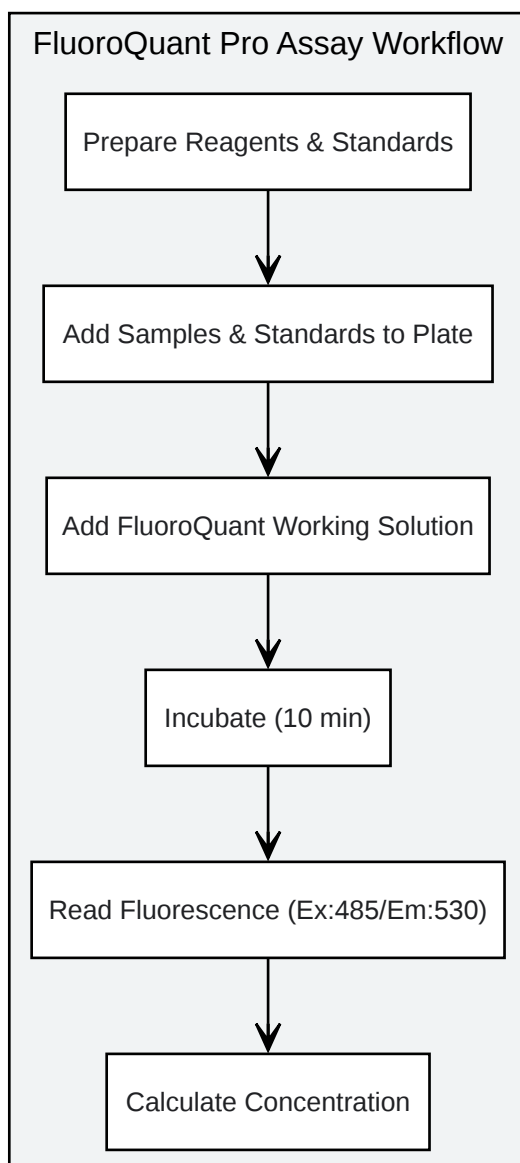 FluoroQuant Pro Assay Workflow
Prepare Reagents & Standards
Add Samples & Standards to Plate
Add FluoroQuant Working Solution
Incubate (10 min)
Read Fluorescence (Ex:485/Em:530)
Calculate Concentration